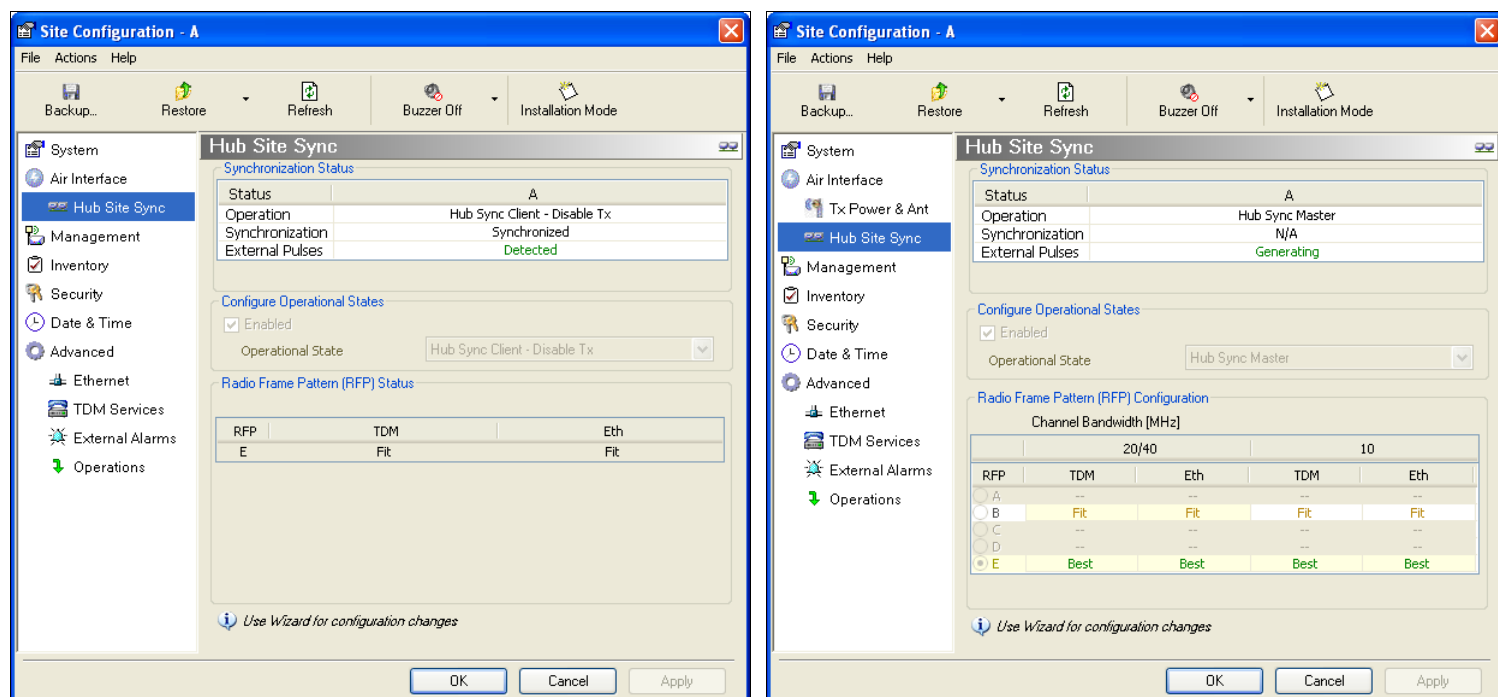 Site Configuration - A
File Actions Help
Backup... Restore Refresh Buzzer Off Installation Mode
System
Air Interface
Hub Site Sync
Management
Inventory
Security
Date & Time
Advanced
Ethernet
TDM Services
External Alarms
Operations
Hub Site Sync
Synchronization Status
Status A
Operation Hub Sync Client - Disable Tx
Synchronization Synchronized
External Pulses Detected
Configure Operational States
Enabled
Operational State Hub Sync Client - Disable Tx
Radio Frame Pattern (RFP) Status
RFP TDM Eth
E Fit Fit
Use Wizard for configuration changes
OK Cancel Apply
Site Configuration - A
File Actions Help
Backup... Restore Refresh Buzzer Off Installation Mode
System
Air Interface
Tx Power & Ant
Hub Site Sync
Management
Inventory
Security
Date & Time
Advanced
Ethernet
TDM Services
External Alarms
Operations
Hub Site Sync
Synchronization Status
Status A
Operation Hub Sync Master
Synchronization N/A
External Pulses Generating
Configure Operational States
Enabled
Operational State Hub Sync Master
Radio Frame Pattern (RFP) Configuration
Channel Bandwidth [MHz]
20/40 10
RFP TDM Eth TDM Eth
A -- -- -- --
B Fit Fit Fit Fit
C -- -- -- --
D -- -- -- --
E Best Best Best Best
Use Wizard for configuration changes
OK Cancel Apply